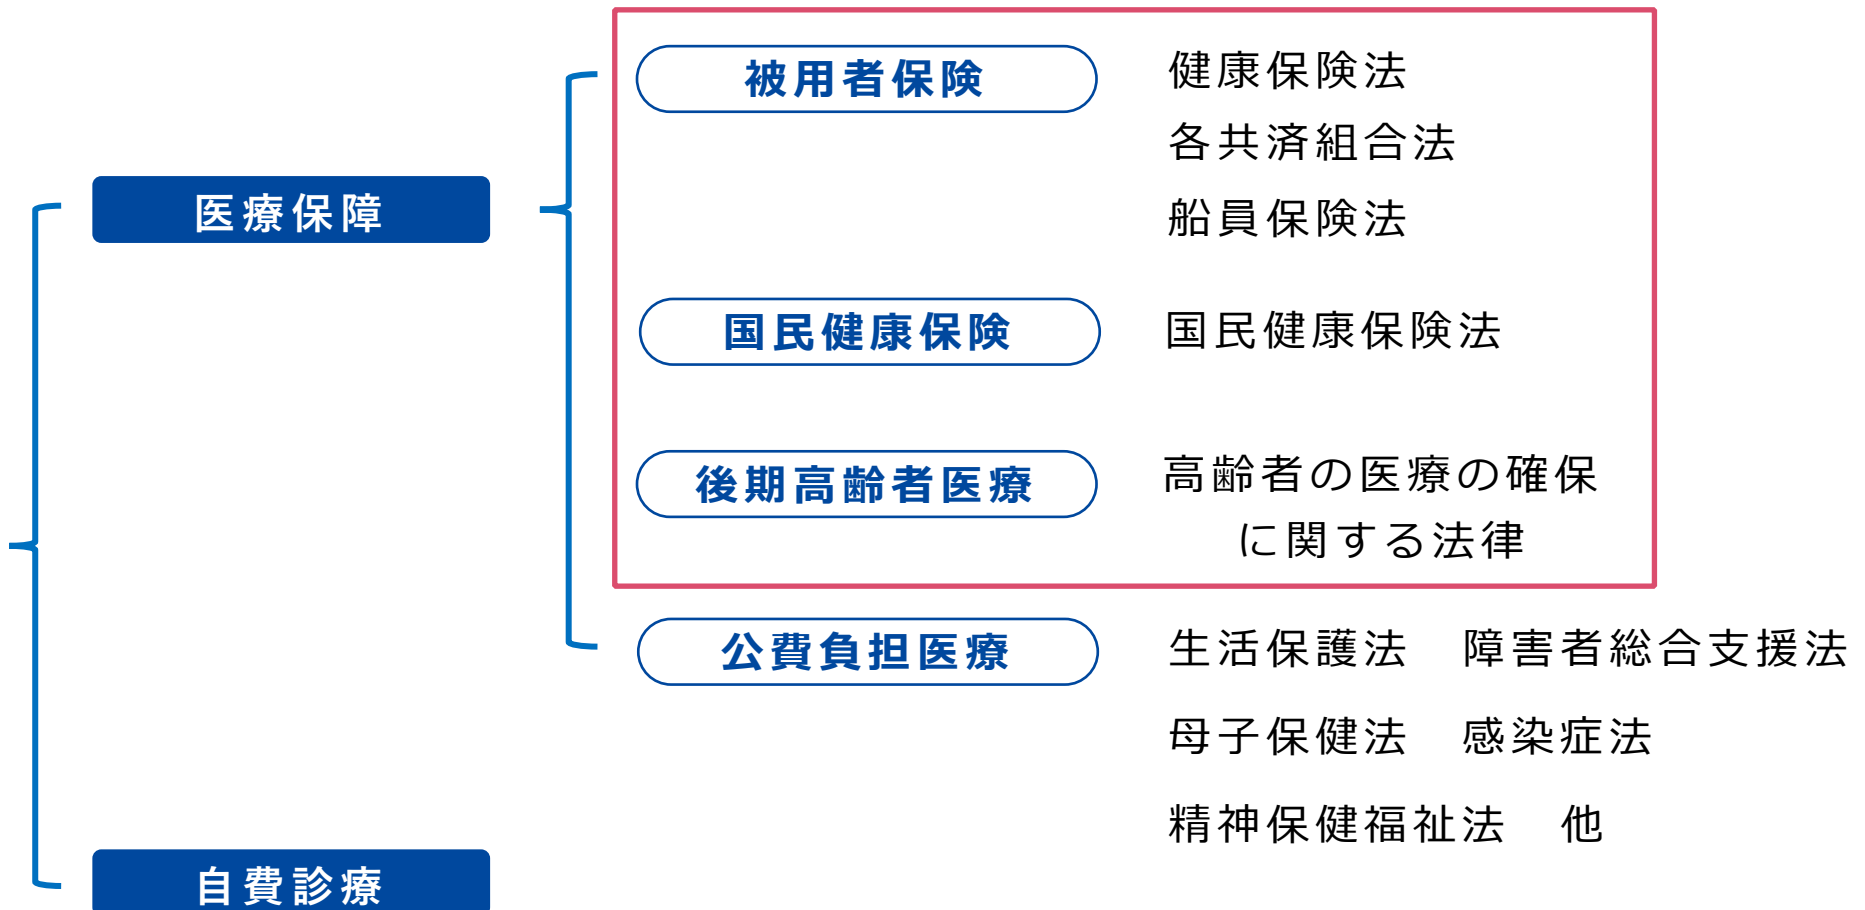 医療保障
被用者保険
健康保険法
各共済組合法
船員保険法
国民健康保険
国民健康保険法
後期高齢者医療
高齢者の医療の確保
に関する法律
公費負担医療
生活保護法　障害者総合支援法
母子保健法　感染症法
精神保健福祉法　他
自費診療